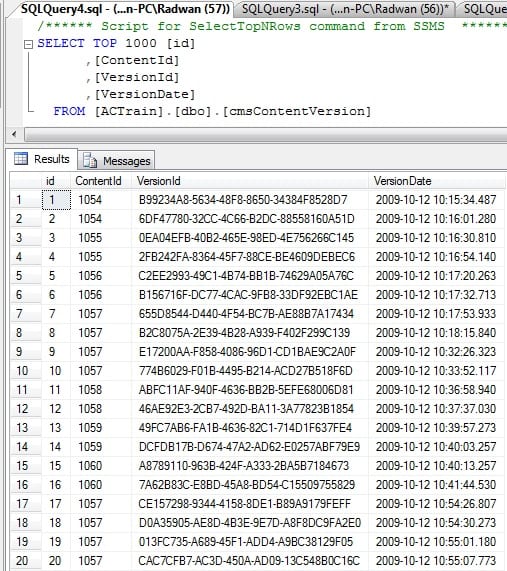 SQLQuery4.sql - (...n-PC\Radwan (57)) SQLQuery3.sql - (...n-PC\Radwan (56))* SQLQue
/****** Script for SelectTopNRows command from SSMS ******
SELECT TOP 1000 [id]
,[ContentId]
,[VersionId]
,[VersionDate]
FROM [ACTrain].[dbo].[cmsContentVersion]
Results Messages
id ContentId VersionId VersionDate
1 1 1054 B99234A8-5634-48F8-8650-34384F8528D7 2009-10-12 10:15:34.487
2 2 1054 6DF47780-32CC-4C66-B2DC-88558160A51D 2009-10-12 10:16:01.280
3 3 1055 0EA04EFB-40B2-465E-98ED-4E756266C145 2009-10-12 10:16:30.810
4 4 1055 2FB242FA-8364-45F7-88CE-BE4609DEBEC6 2009-10-12 10:16:54.140
5 5 1056 C2EE2993-49C1-4B74-BB1B-74629A05A76C 2009-10-12 10:17:20.263
6 6 1056 B156716F-DC77-4CAC-9FB8-33DF92EBC1AE 2009-10-12 10:17:32.713
7 7 1057 655D8544-D440-4F54-BC7B-AE88B7A17434 2009-10-12 10:17:53.933
8 8 1057 B2C8075A-2E39-4B28-A939-F402F299C139 2009-10-12 10:18:15.840
9 9 1057 E17200AA-F858-4086-96D1-CD1BAE9C2A0F 2009-10-12 10:32:26.323
10 10 1057 774B6029-F01B-4495-B214-ACD27B518F6D 2009-10-12 10:33:52.117
11 11 1058 ABFC11AF-940F-4636-BB2B-5EFE68006D81 2009-10-12 10:36:58.940
12 12 1058 46AE92E3-2CB7-492D-BA11-3A77823B1854 2009-10-12 10:37:37.030
13 13 1059 49FC7AB6-FA1B-4636-82C1-714D1F637FE4 2009-10-12 10:39:57.273
14 14 1059 DCFDB17B-D674-47A2-AD62-E0257ABF79E9 2009-10-12 10:40:03.257
15 15 1060 A8789110-963B-424F-A333-2BA5B7184673 2009-10-12 10:40:13.257
16 16 1060 7A62B83C-E8BD-45A8-BD54-C15509755829 2009-10-12 10:41:44.530
17 17 1057 CE157298-9344-4158-8DE1-B89A9179FEFF 2009-10-12 10:54:26.807
18 18 1057 D0A35905-AE8D-4B3E-9E7D-A8F8DC9FA2E0 2009-10-12 10:54:30.273
19 19 1057 013FC735-A689-45F1-ADD4-A9BC38129F05 2009-10-12 10:55:01.180
20 20 1057 CAC7CFB7-AC3D-450A-AD09-13C548B0C16C 2009-10-12 10:55:07.773